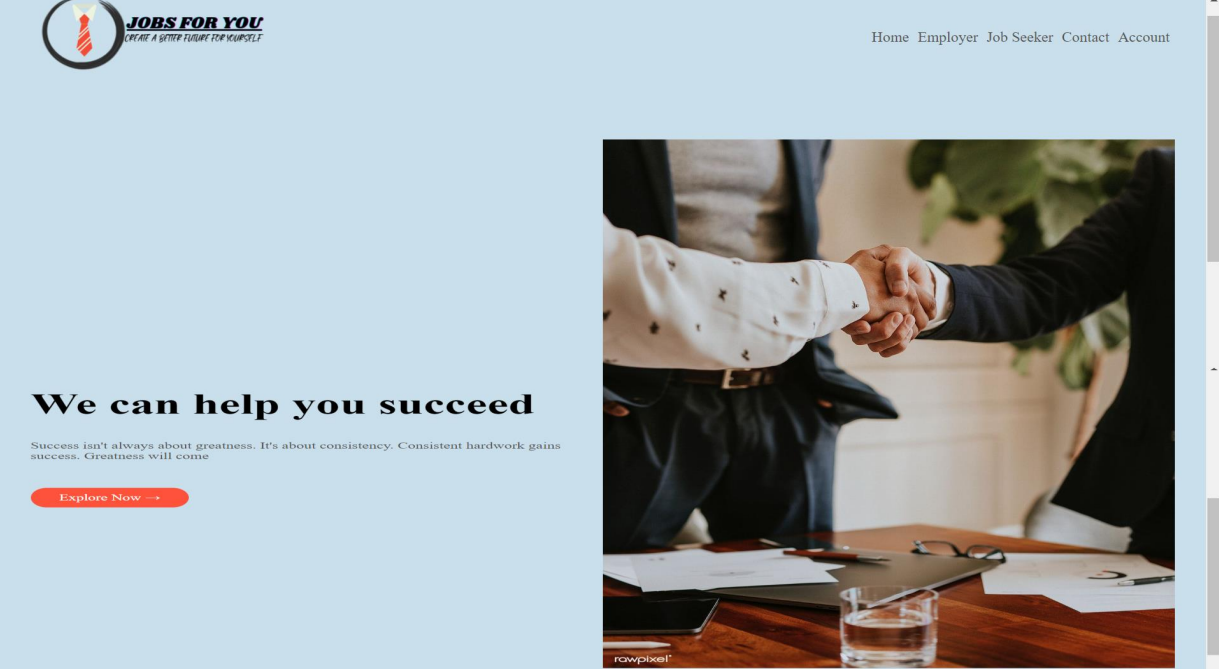 JOBS FOR YOU
CREATE A BETTER FUTURE FOR YOURSELF
Home Employer Job Seeker Contact Account
We can help you succeed
Success isn't always about greatness. It's about consistency. Consistent hardwork gains
success. Greatness will come
Explore Now →
rawpixel